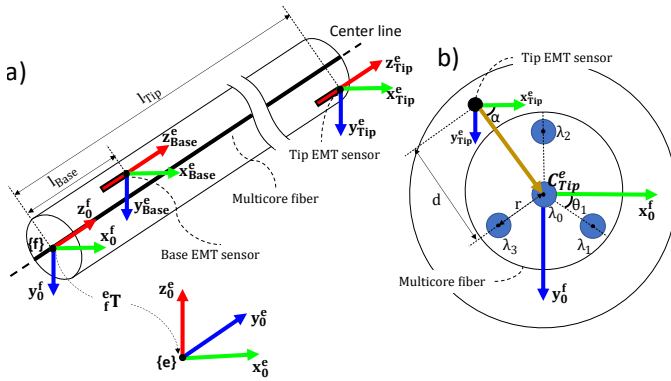 a)
l_Tip
Center line
z^e_Tip
x^e_Tip
y^e_Tip
Tip EMT sensor
z^e_Base
l_Base
x^e_Base
y^e_Base
Multicore fiber
z^f_0
{f}
x^f_0
y^f_0
Base EMT sensor
^e_f T
z^e_0
y^e_0
{e}
x^e_0
b)
Tip EMT sensor
x^e_Tip
α
y^e_Tip
λ_2
C^e_Tip
x^f_0
d
r
λ_0
θ_1
λ_3
λ_1
Multicore fiber
y^f_0